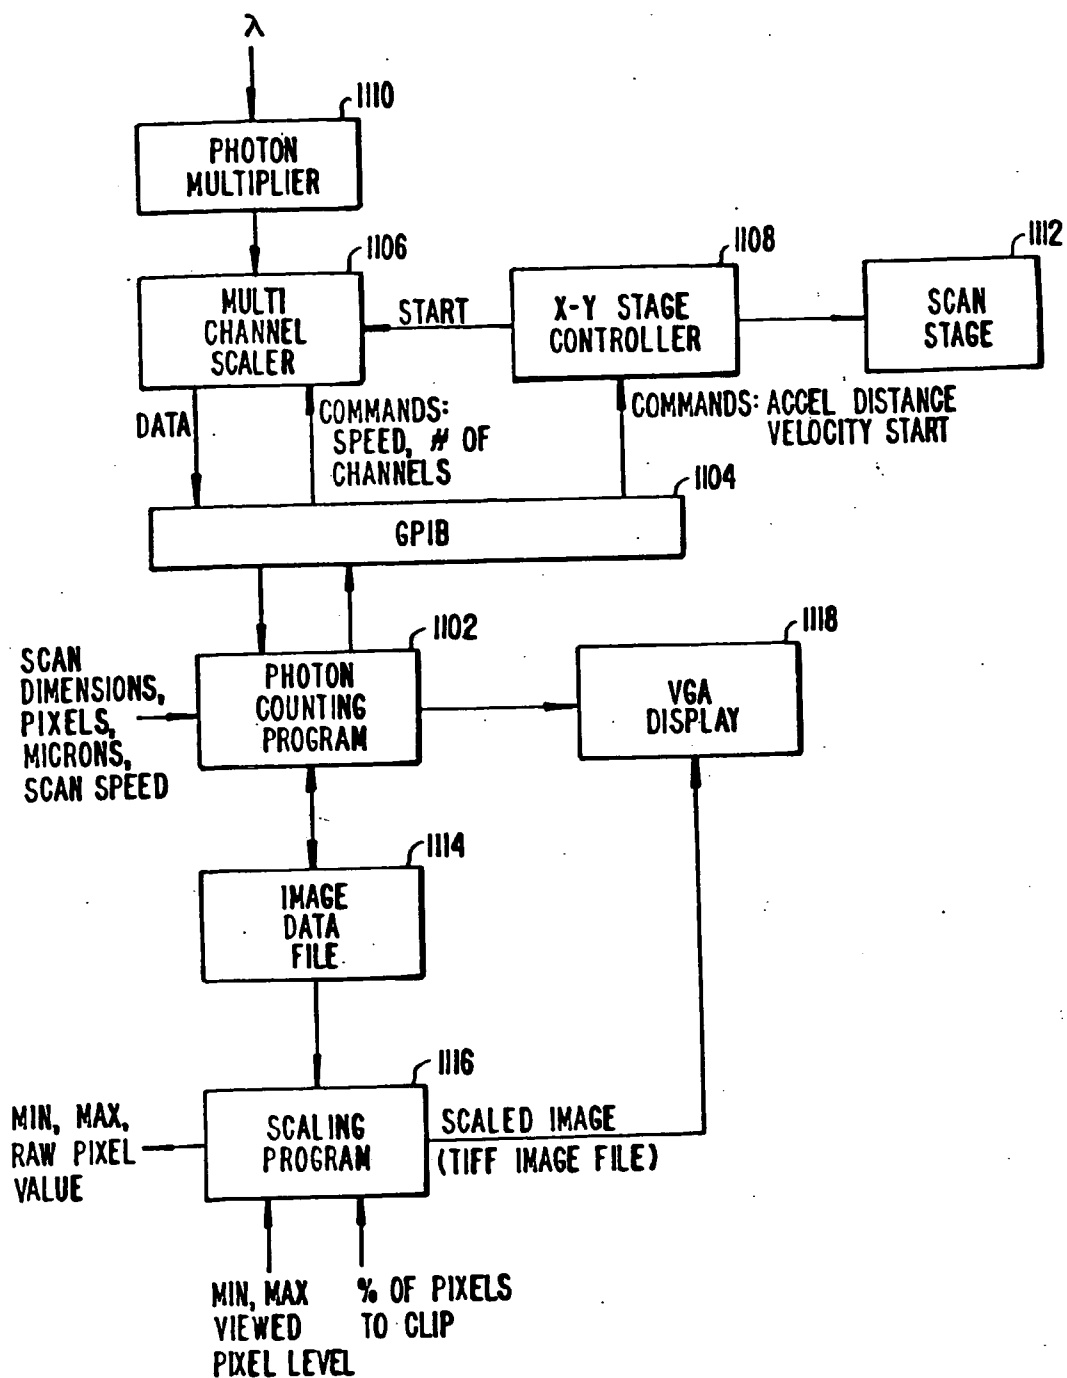 λ
1110
PHOTON
MULTIPLIER
1106
MULTI
CHANNEL
SCALER
START
1108
X-Y STAGE
CONTROLLER
1112
SCAN
STAGE
DATA
COMMANDS:
SPEED, # OF
CHANNELS
COMMANDS: ACCEL DISTANCE
VELOCITY START
1104
GPIB
1102
PHOTON
COUNTING
PROGRAM
SCAN
DIMENSIONS,
PIXELS,
MICRONS,
SCAN SPEED
1118
VGA
DISPLAY
1114
IMAGE
DATA
FILE
1116
SCALING
PROGRAM
MIN, MAX,
RAW PIXEL
VALUE
SCALED IMAGE
(TIFF IMAGE FILE)
MIN, MAX
VIEWED
PIXEL LEVEL
% OF PIXELS
TO CLIP